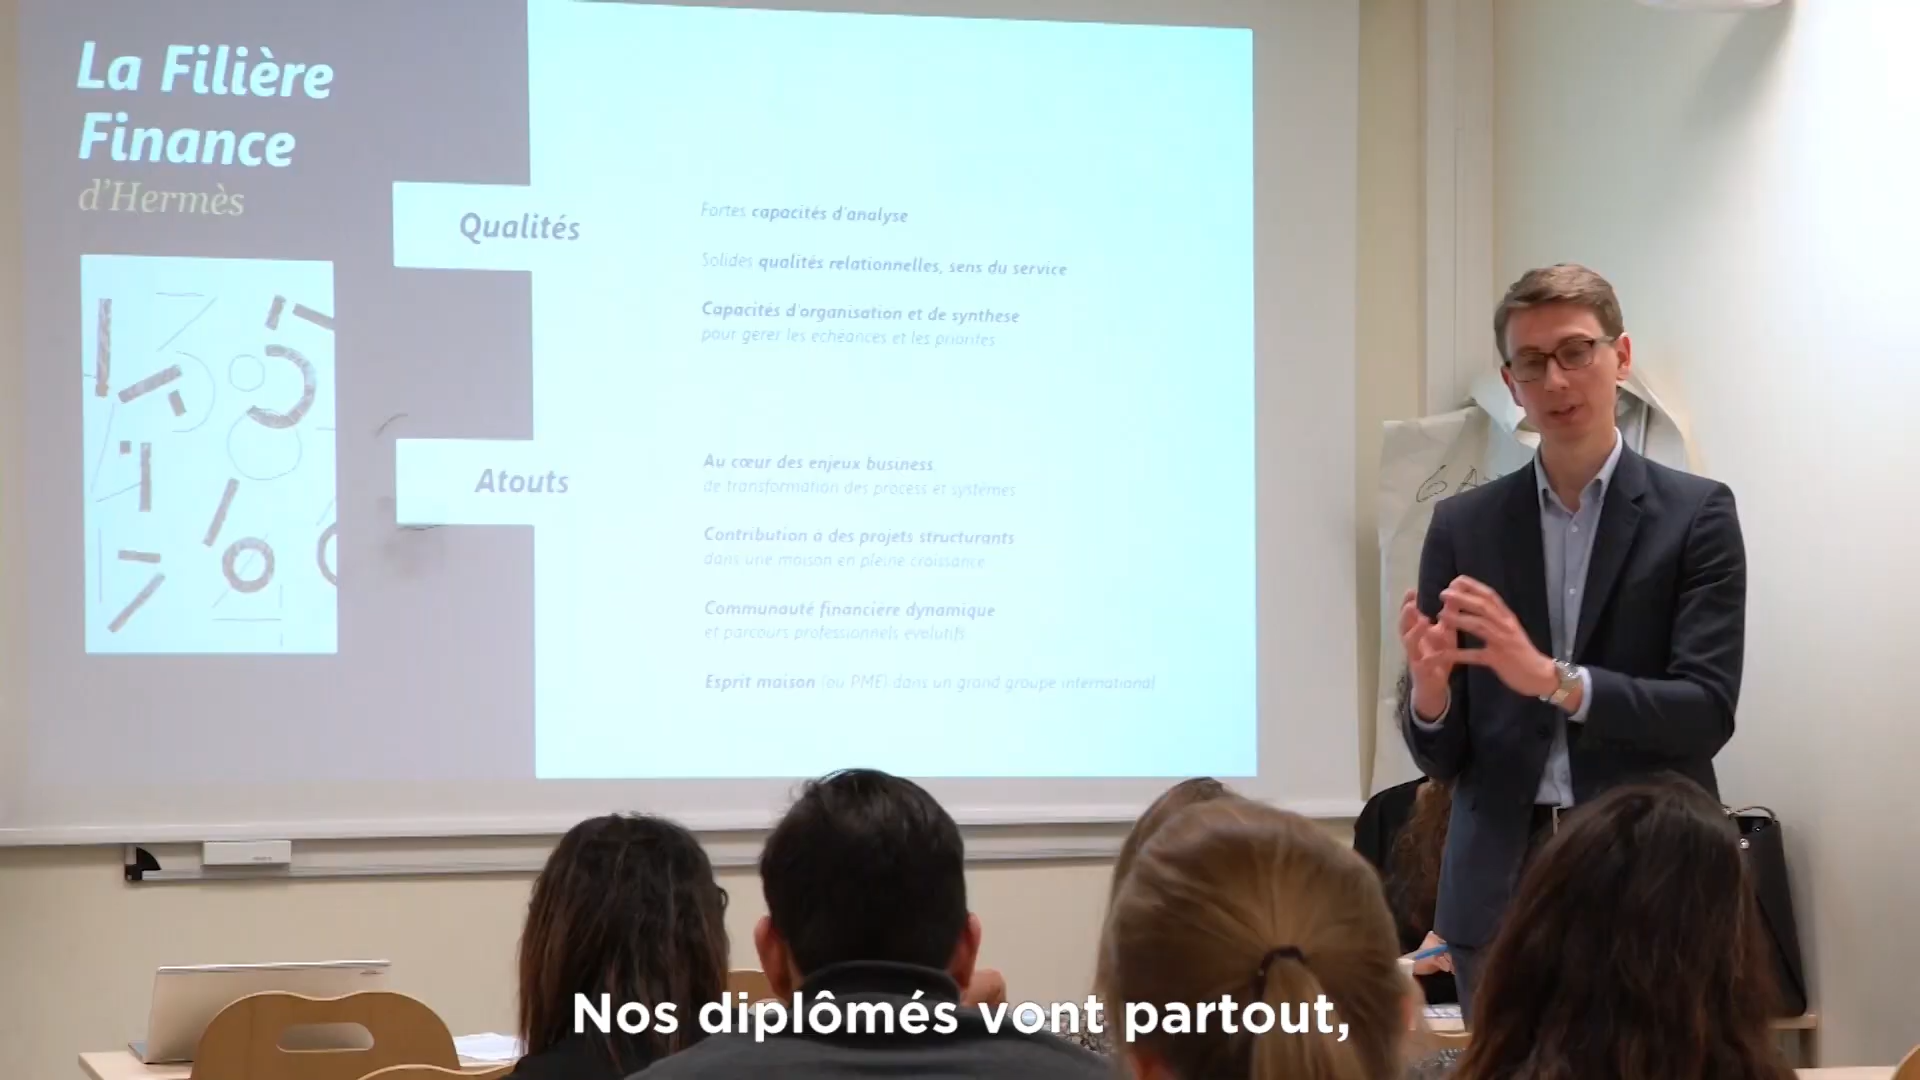 La Filière
Finance
d'Hermès
Qualités
Fortes capacités d'analyse
Solides qualités relationnelles, sens du service
Capacités d'organisation et de synthèse
pour gérer les échéances et les priorités
Atouts
Au cœur des enjeux business
de transformation des process et systèmes
Contribution à des projets structurants
dans une maison en pleine croissance
Communauté financière dynamique
et parcours professionnels évolutifs
Esprit maison (ou PME) dans un grand groupe international
Nos diplômés vont partout,